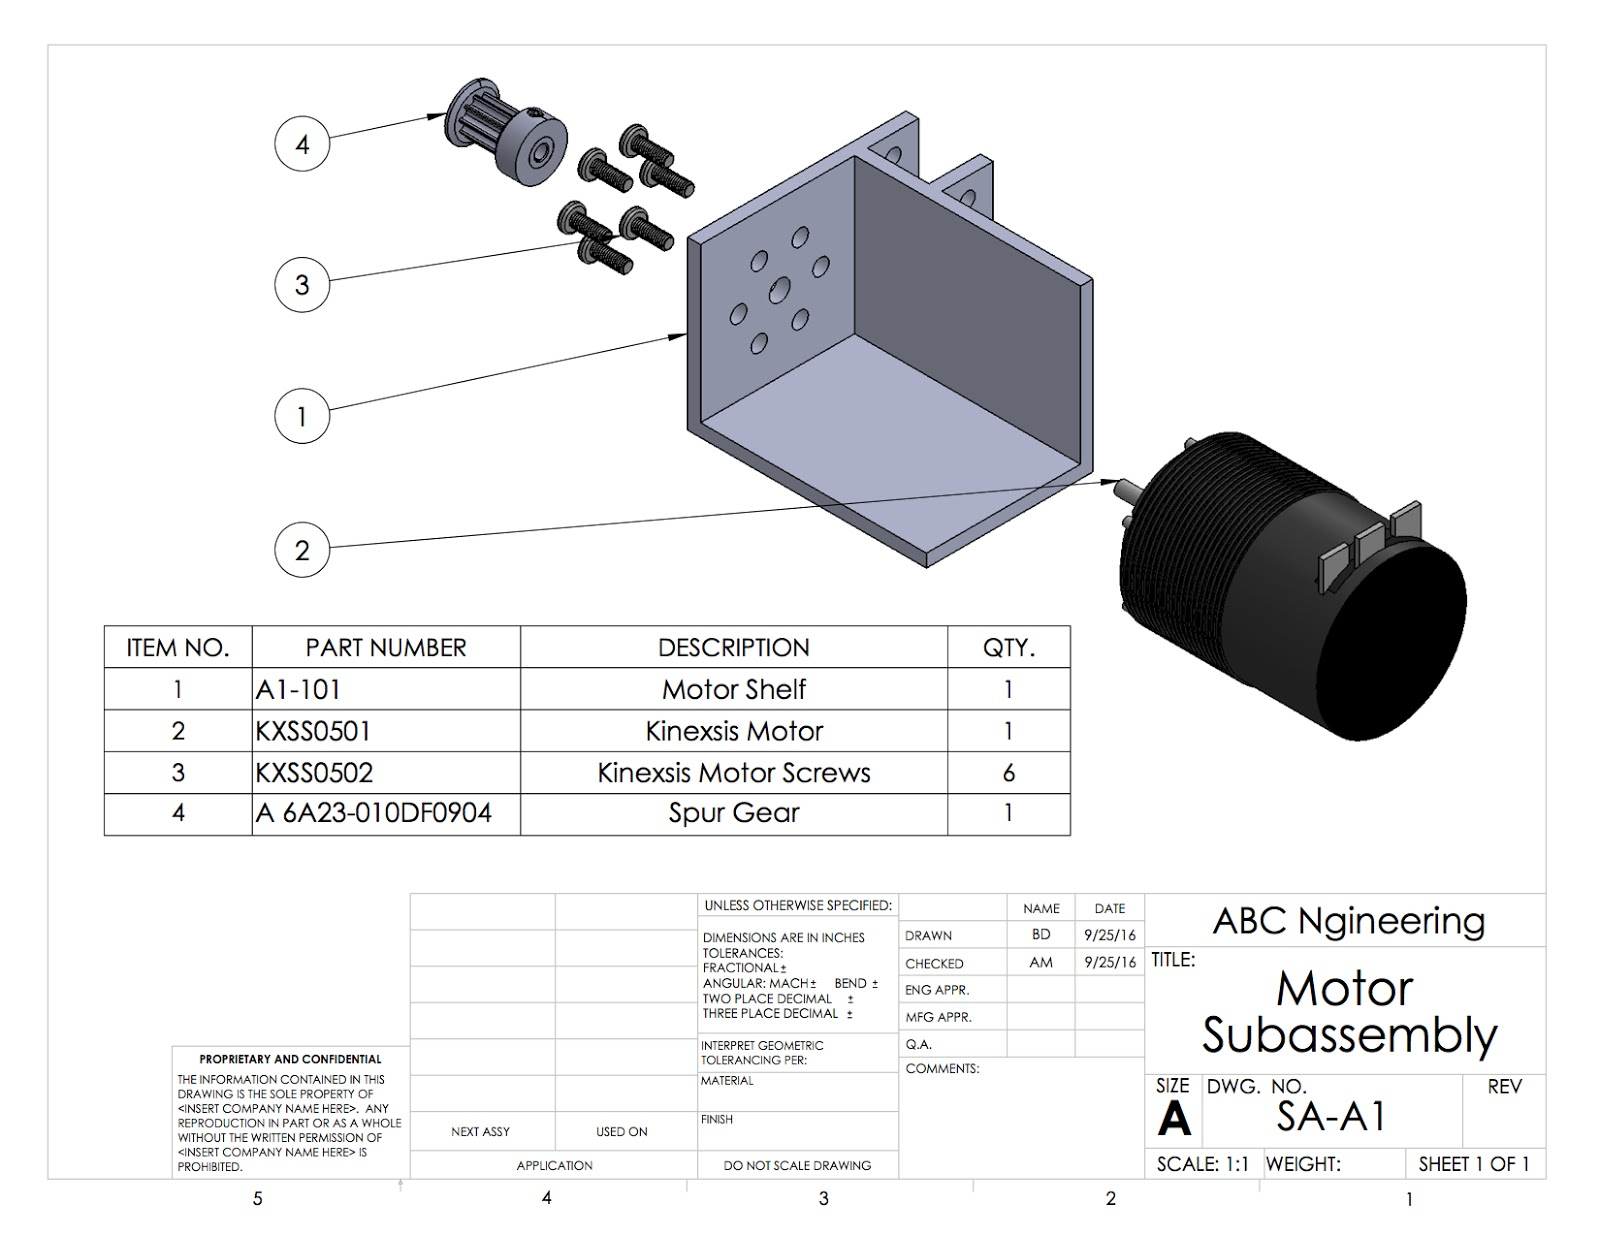 4
3
1
2
ITEM NO. PART NUMBER DESCRIPTION QTY.
1 A1-101 Motor Shelf 1
2 KXSS0501 Kinexsis Motor 1
3 KXSS0502 Kinexsis Motor Screws 6
4 A 6A23-010DF0904 Spur Gear 1
PROPRIETARY AND CONFIDENTIAL
THE INFORMATION CONTAINED IN THIS
DRAWING IS THE SOLE PROPERTY OF
<INSERT COMPANY NAME HERE>. ANY
REPRODUCTION IN PART OR AS A WHOLE
WITHOUT THE WRITTEN PERMISSION OF
<INSERT COMPANY NAME HERE> IS
PROHIBITED.
NEXT ASSY USED ON
APPLICATION
UNLESS OTHERWISE SPECIFIED:
DIMENSIONS ARE IN INCHES
TOLERANCES:
FRACTIONAL±
ANGULAR: MACH± BEND ±
TWO PLACE DECIMAL ±
THREE PLACE DECIMAL ±
INTERPRET GEOMETRIC
TOLERANCING PER:
MATERIAL
FINISH
DO NOT SCALE DRAWING
NAME DATE
DRAWN BD 9/25/16
CHECKED AM 9/25/16
ENG APPR.
MFG APPR.
Q.A.
COMMENTS:
ABC Ngineering
TITLE:
Motor
Subassembly
SIZE DWG. NO. REV
A SA-A1
SCALE: 1:1 WEIGHT: SHEET 1 OF 1
5 4 3 2 1